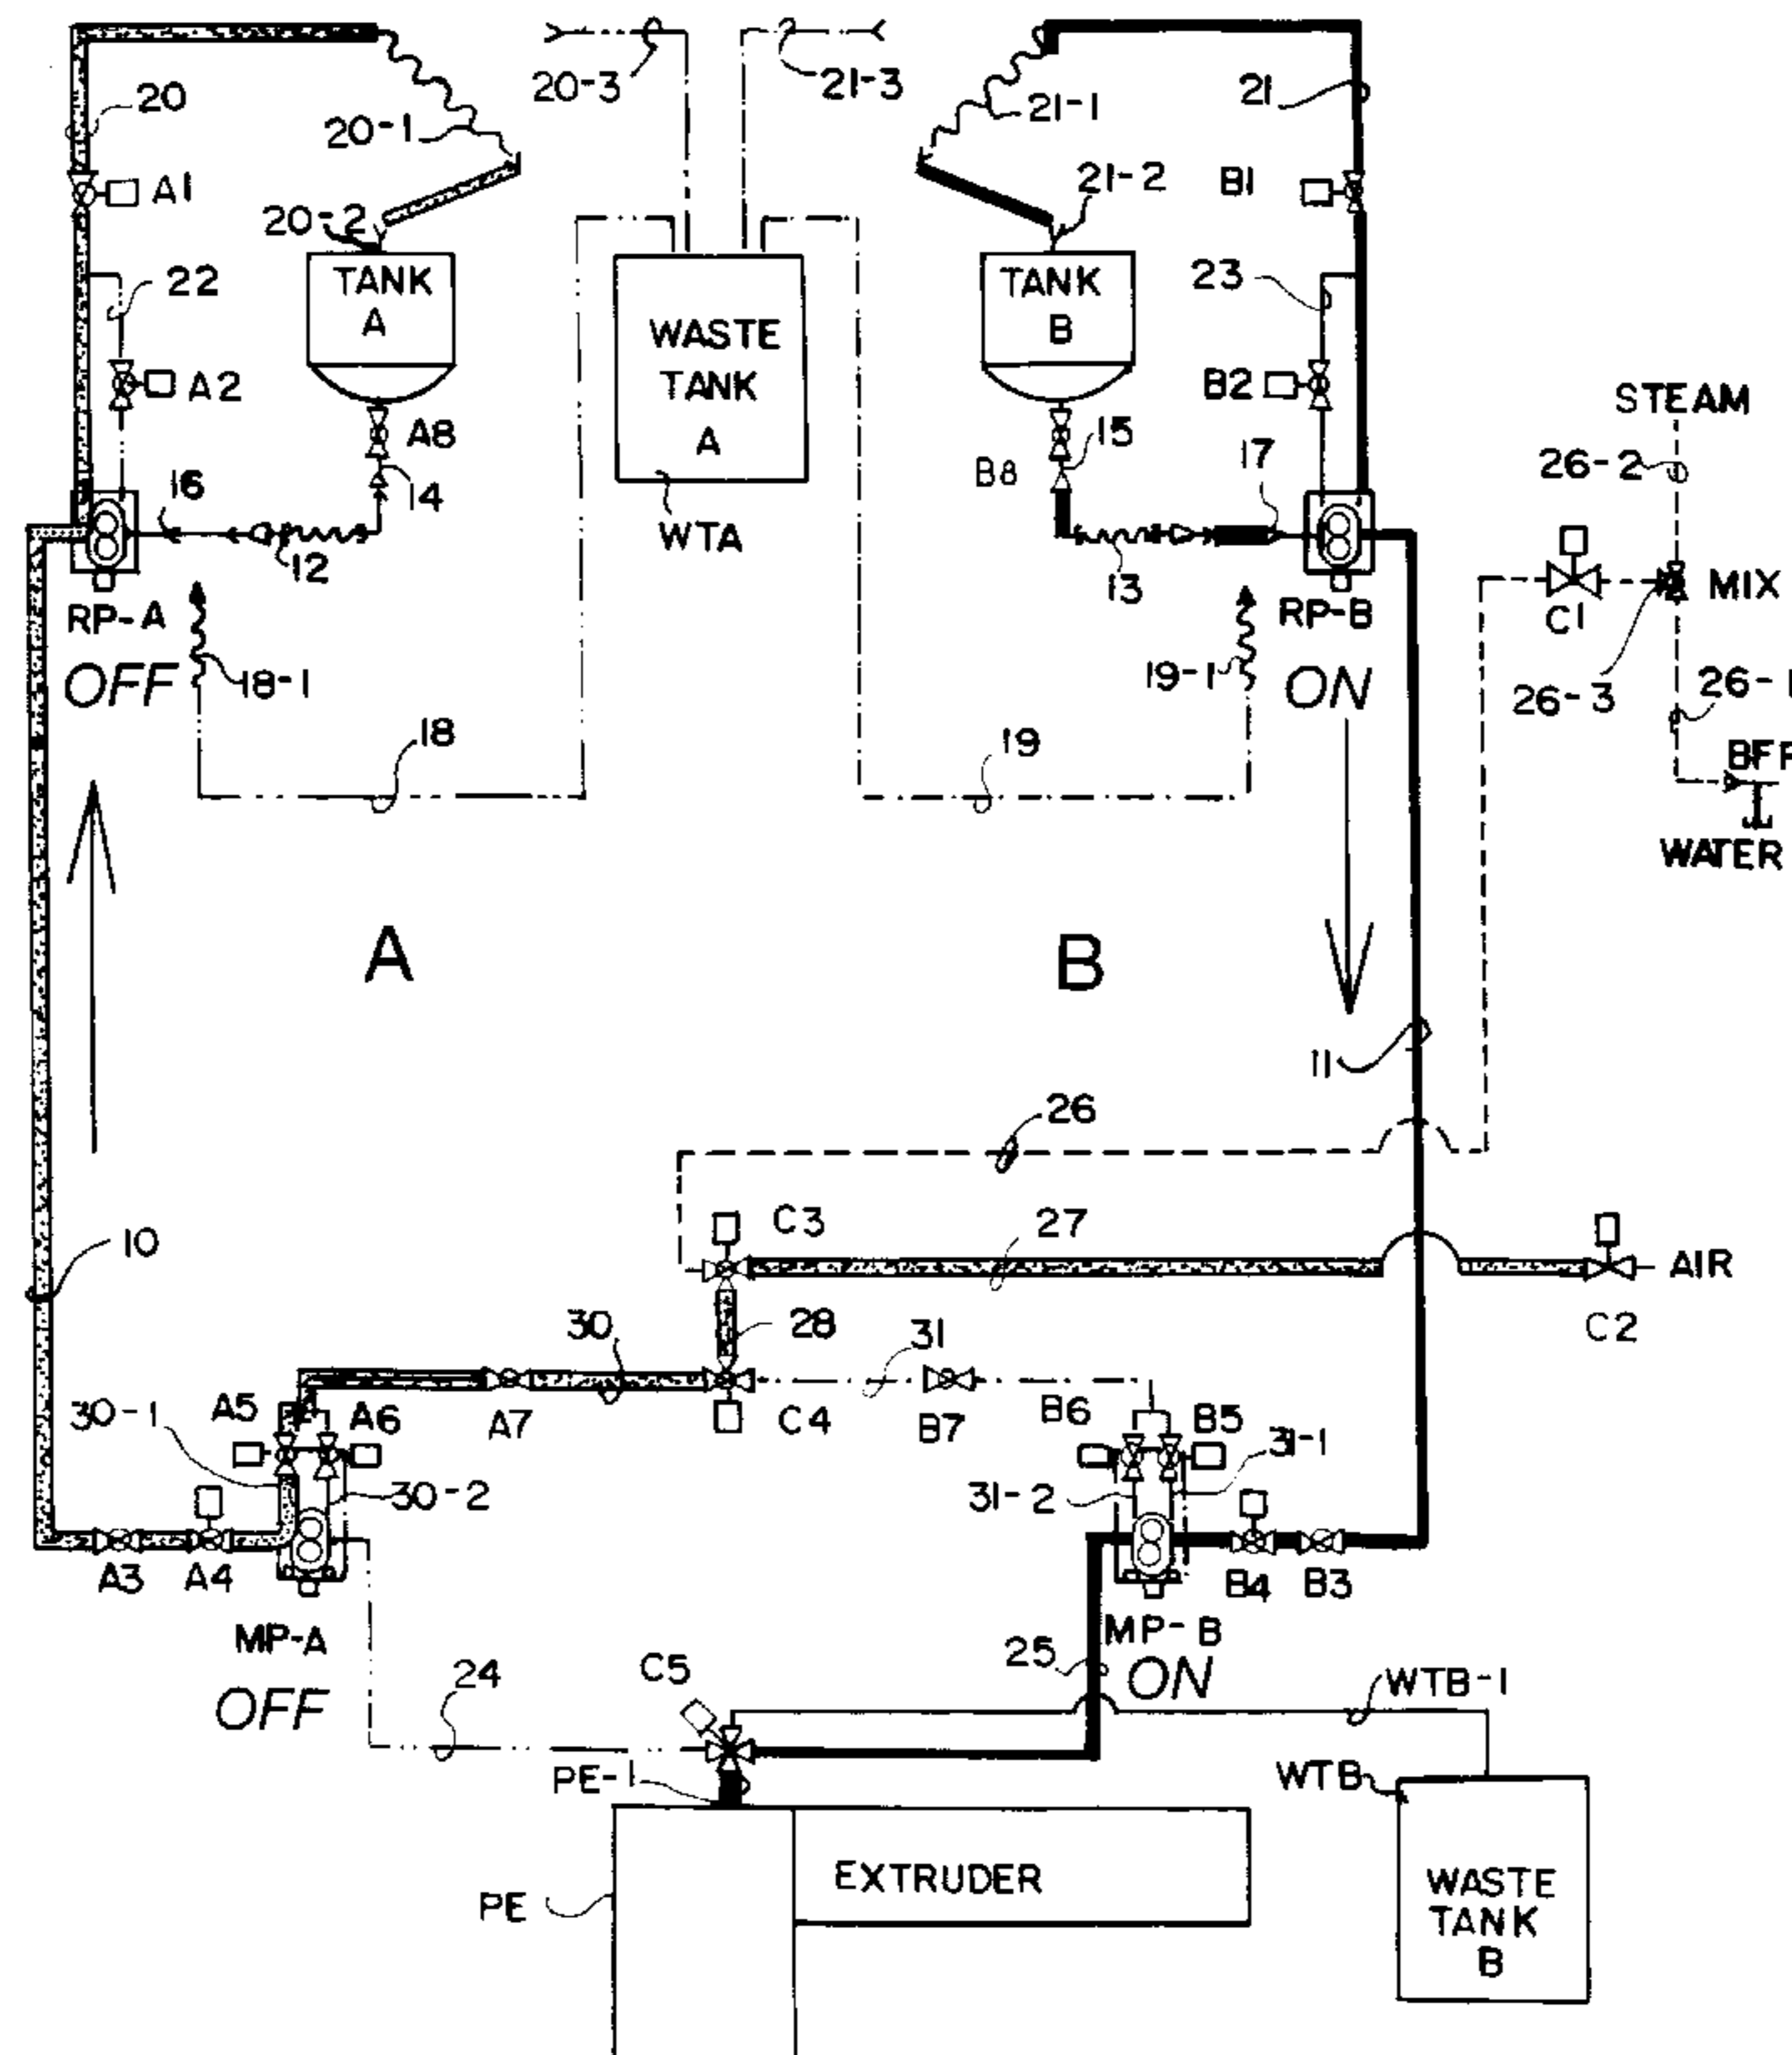 20
20-1
20-3
21-3
21-1
21
A1
20-2
21-2
B1
22
TANK
A
WASTE
TANK
A
TANK
B
23
A2
B2
STEAM
A8
15
26-2
16
14
B8
17
12
WTA
13
C1
MIX
RP-A
RP-B
OFF
18-1
19-1
ON
26-3
26-1
18
19
WATER
A
B
11
26
10
C3
27
AIR
28
C2
30
31
30-1
A5
A6
A7
C4
B7
B6
B5
31-1
30-2
31-2
A3
A4
B4
B3
MP-A
MP-B
OFF
24
C5
25
ON
WTB-1
PE-1
WTB
PE
EXTRUDER
WASTE
TANK
B